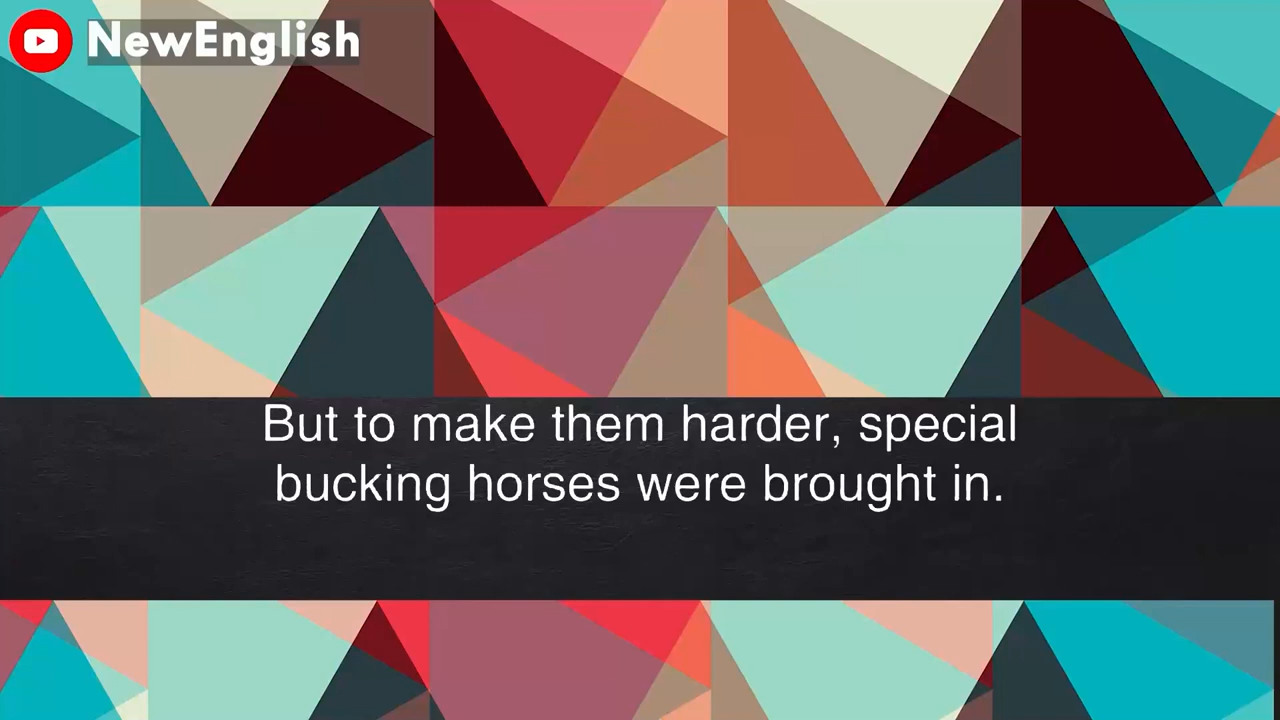 NewEnglish
But to make them harder, special
bucking horses were brought in.